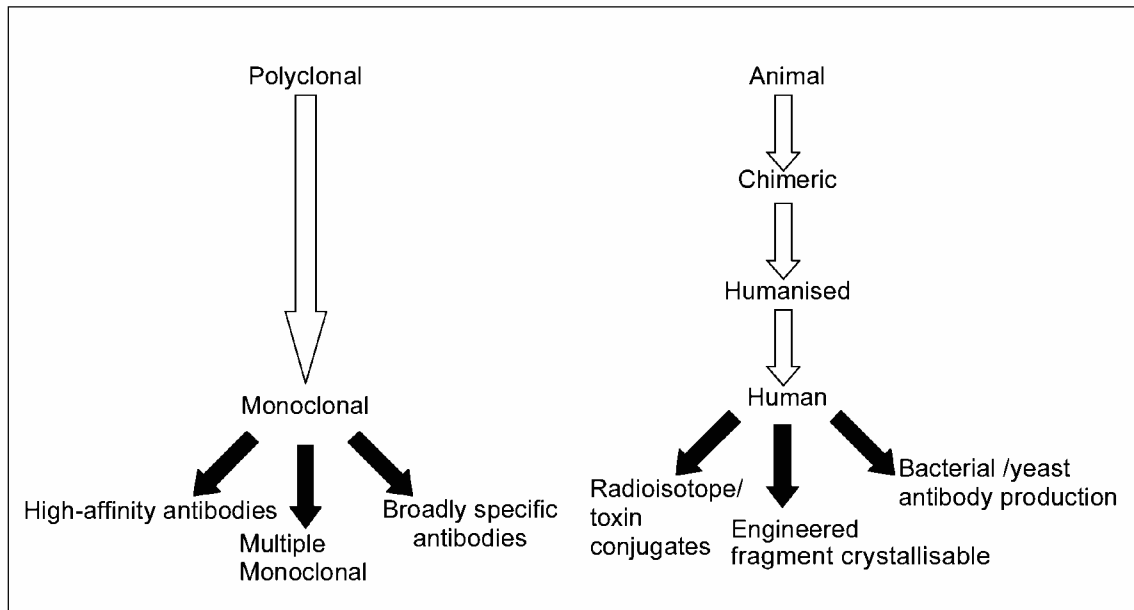 Polyclonal
Monoclonal
High-affinity antibodies
Multiple
Monoclonal
Broadly specific
antibodies
Animal
Chimeric
Humanised
Human
Radioisotope/
toxin
conjugates
Engineered
fragment crystallisable
Bacterial /yeast
antibody production